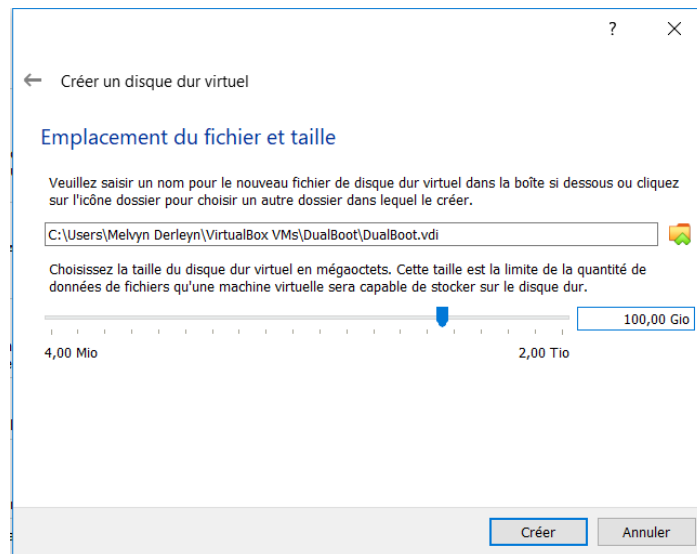 ?
Créer un disque dur virtuel
Emplacement du fichier et taille
Veuillez saisir un nom pour le nouveau fichier de disque dur virtuel dans la boîte si dessous ou cliquez
sur l'icône dossier pour choisir un autre dossier dans lequel le créer.
C:\Users\Melvyn Derleyn\VirtualBox VMs\DualBoot\DualBoot.vdi
Choisissez la taille du disque dur virtuel en mégaoctets. Cette taille est la limite de la quantité de
données de fichiers qu'une machine virtuelle sera capable de stocker sur le disque dur.
100,00 Gio
4,00 Mio 2,00 Tio
Créer Annuler